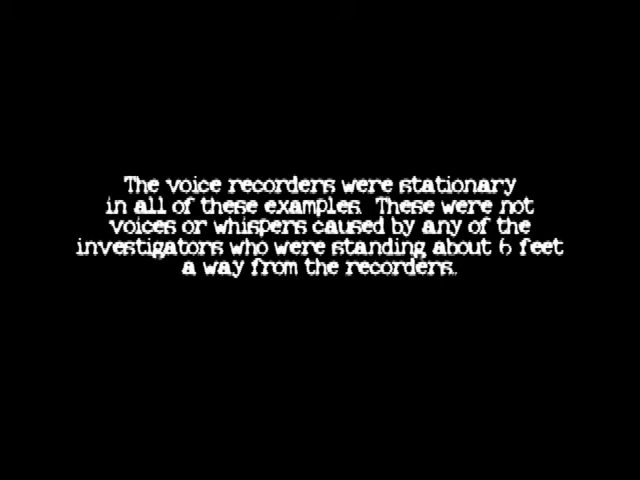 The voice recorders were stationary
in all of these examples. These were not
voices or whispers caused by any of the
investigators who were standing about 6 feet
a way from the recorders.